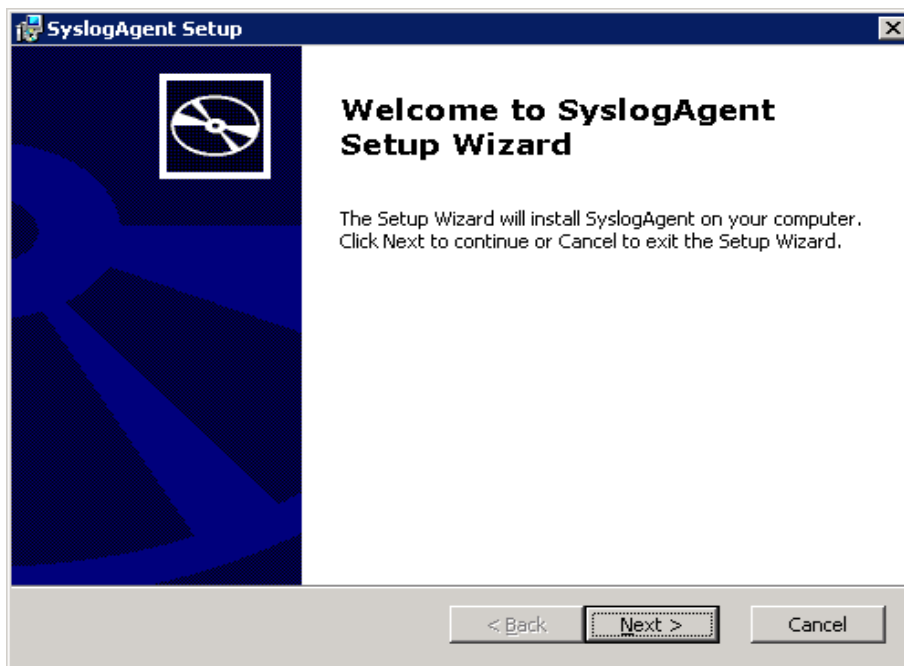 SyslogAgent Setup
Welcome to SyslogAgent
Setup Wizard
The Setup Wizard will install SyslogAgent on your computer.
Click Next to continue or Cancel to exit the Setup Wizard.
< Back Next > Cancel